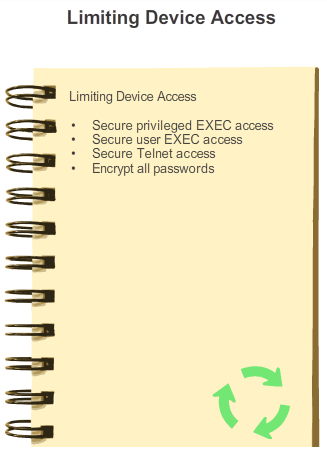 Limiting Device Access
Limiting Device Access
• Secure privileged EXEC access
• Secure user EXEC access
• Secure Telnet access
• Encrypt all passwords